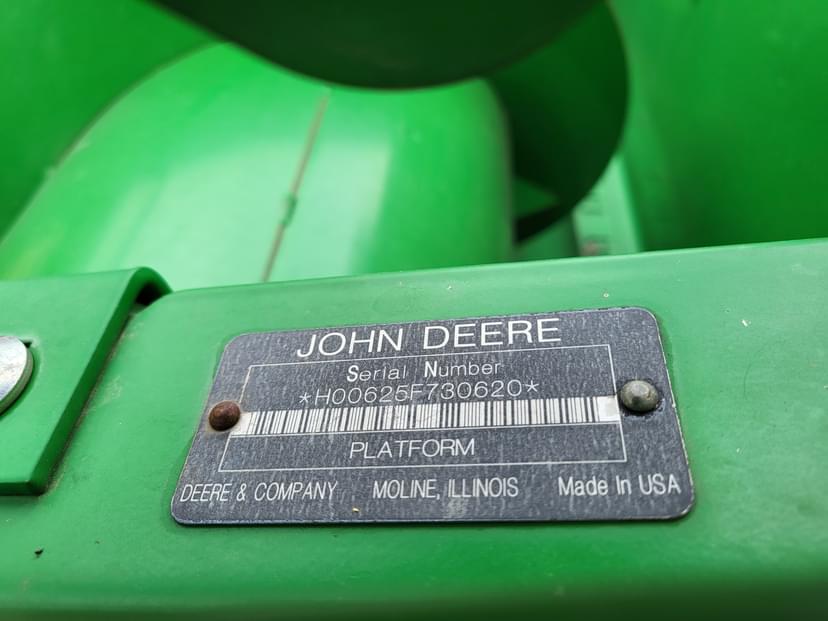 JOHN DEERE
Serial Number
*H00625F730620*
PLATFORM
DEERE & COMPANY MOLINE, ILLINOIS Made In USA